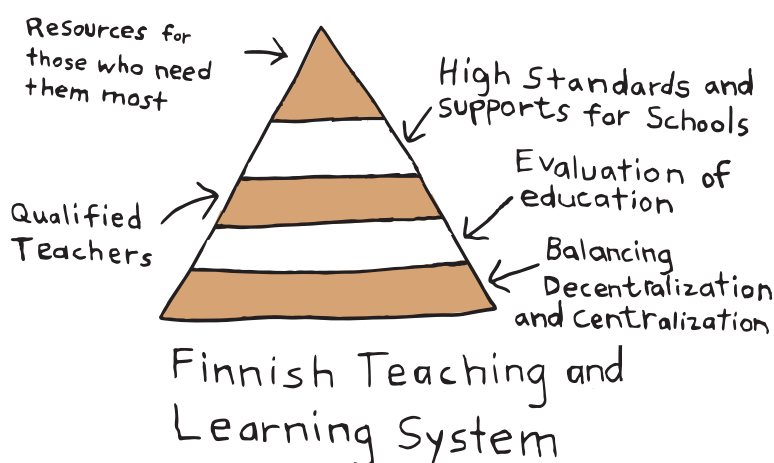 Resources for
those who need
them most
High Standards and
supports for Schools
Evaluation of
education
Qualified
Teachers
Balancing
Decentralization
and Centralization
Finnish Teaching and
Learning System